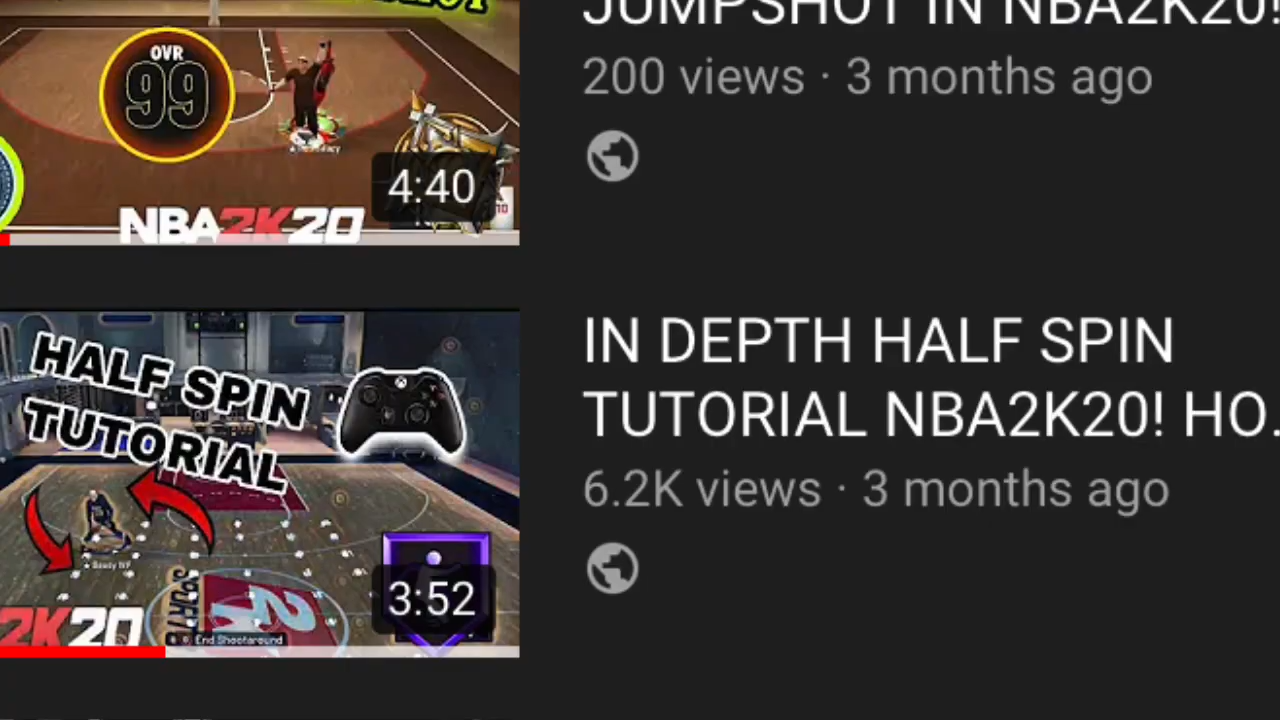 JUMPSHOT IN NBA2K20!
200 views · 3 months ago
OVR
99
4:40
NBA2K20
IN DEPTH HALF SPIN
TUTORIAL NBA2K20! HO.
6.2K views · 3 months ago
HALF SPIN
TUTORIAL
3:52
2K20
End Shootaround